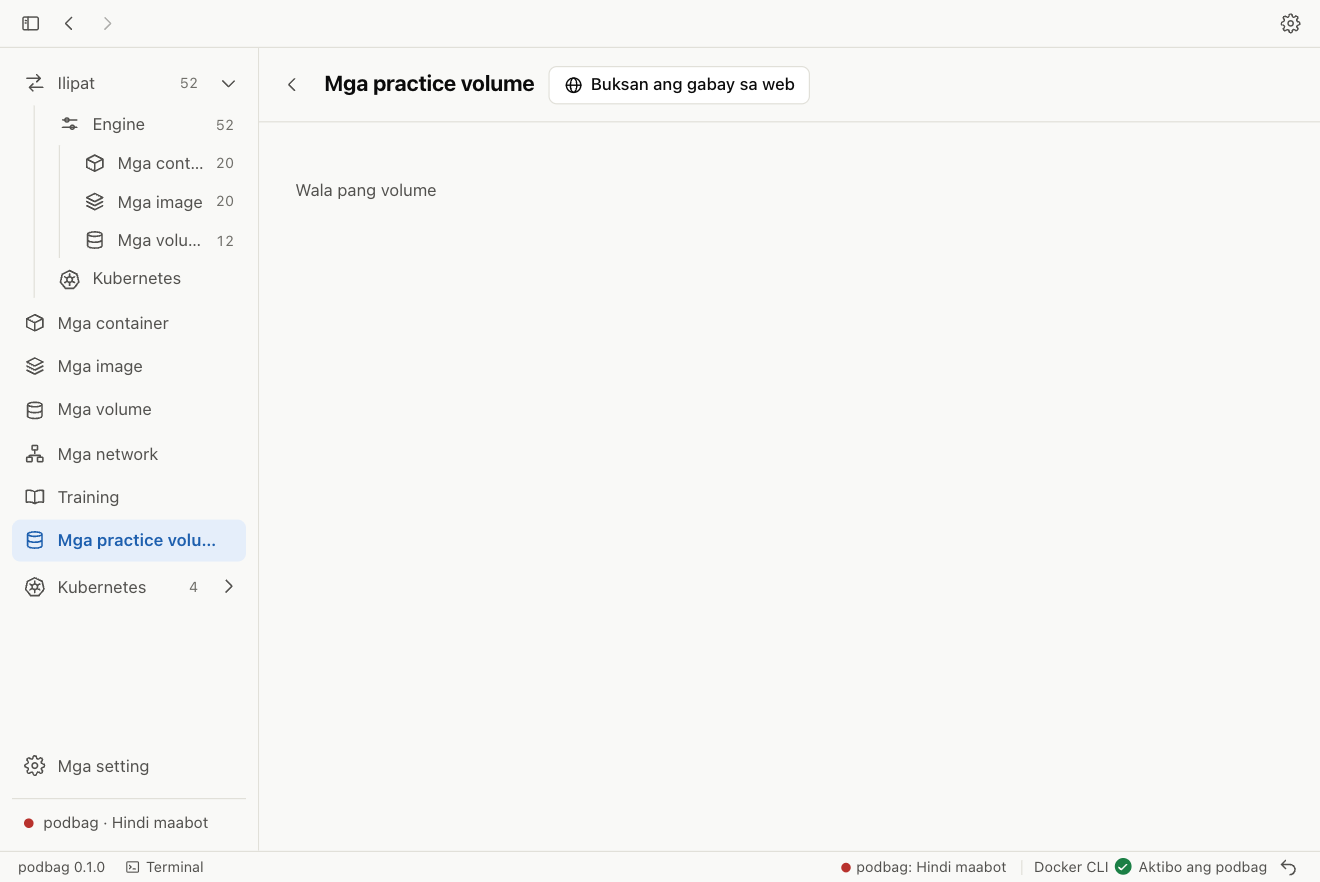 Ilipat 52
Engine 52
Mga cont... 20
Mga image 20
Mga volu... 12
Kubernetes
Mga container
Mga image
Mga volume
Mga network
Training
Mga practice volu...
Kubernetes 4
Mga setting
podbag · Hindi maabot
Mga practice volume
Buksan ang gabay sa web
Wala pang volume
podbag 0.1.0
Terminal
podbag: Hindi maabot
Docker CLI
Aktibo ang podbag